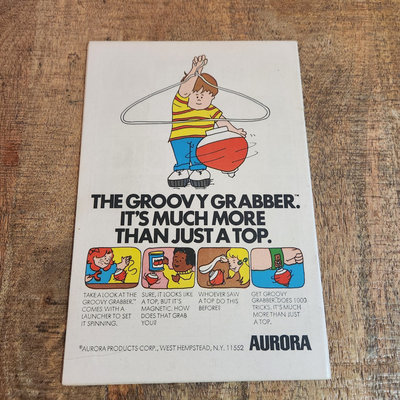 THE GROOVY GRABBER.™
IT'S MUCH MORE
THAN JUST A TOP.
TAKE A LOOK AT THE
GROOVY GRABBER.™
COMES WITH A
LAUNCHER TO SET
IT SPINNING.
SURE, IT LOOKS LIKE
A TOP, BUT IT'S
MAGNETIC. HOW
DOES THAT GRAB
YOU?
WHOEVER SAW
A TOP DO THIS
BEFORE?
GET GROOVY
GRABBER. DOES 1000
TRICKS. IT'S MUCH
MORE THAN JUST
A TOP.
©AURORA PRODUCTS CORP., WEST HEMPSTEAD, N.Y. 11552
AURORA